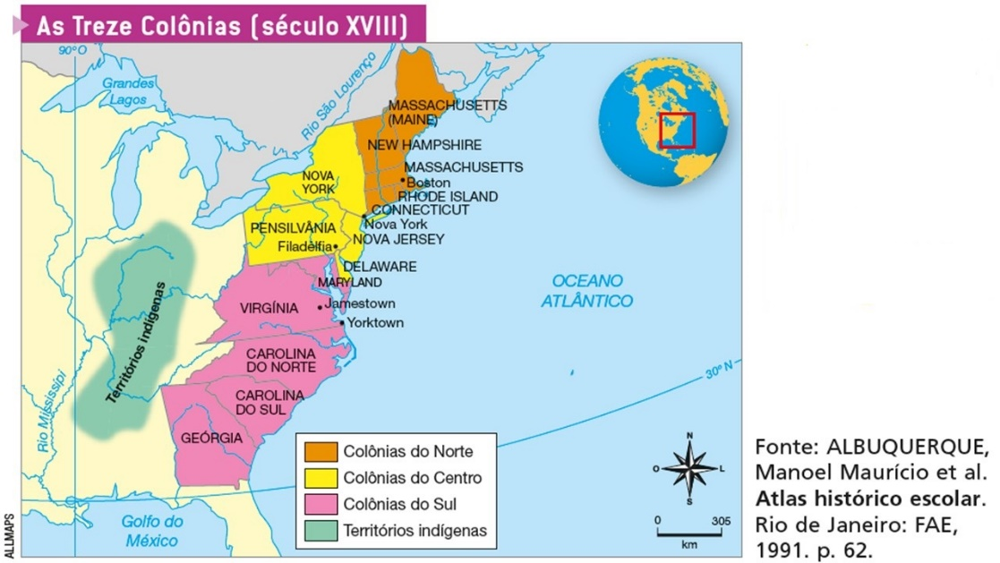 As Treze Colônias (século XVIII)
90º O
Grandes
Lagos
Rio São Lourenço
MASSACHUSETTS
(MAINE)
NEW HAMPSHIRE
MASSACHUSETTS
Boston
RHODE ISLAND
CONNECTICUT
NOVA
YORK
Nova York
PENSILVÂNIA
NOVA JERSEY
Filadélfia
DELAWARE
MARYLAND
VIRGÍNIA
Jamestown
Yorktown
OCEANO
ATLÂNTICO
Territórios indígenas
CAROLINA
DO NORTE
30º N
CAROLINA
DO SUL
Rio Mississípi
GEÓRGIA
Golfo do
México
Colônias do Norte
Colônias do Centro
Colônias do Sul
Territórios indígenas
N
O
L
S
0 305
km
ALLMAPS
Fonte: ALBUQUERQUE,
Manoel Maurício et al.
Atlas histórico escolar.
Rio de Janeiro: FAE,
1991. p. 62.